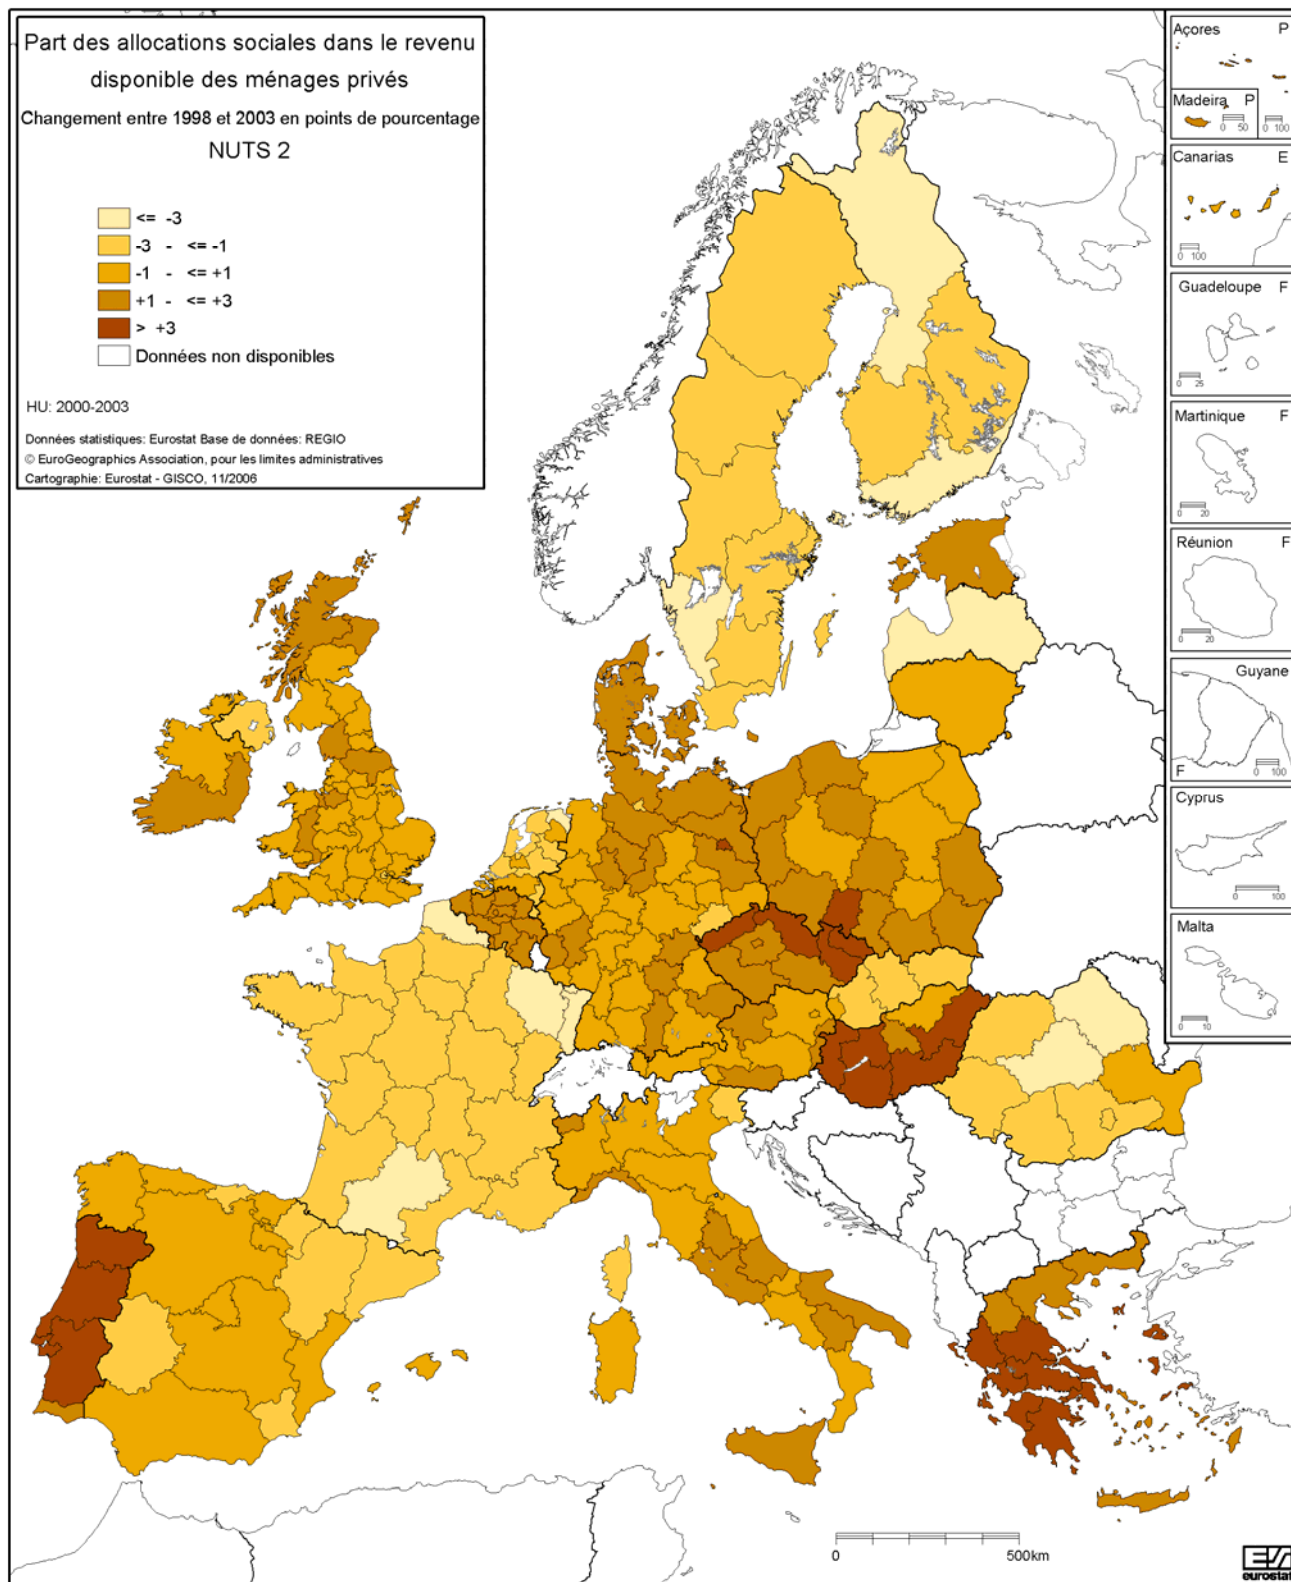 Part des allocations sociales dans le revenu
disponible des ménages privés
Changement entre 1998 et 2003 en points de pourcentage
NUTS 2
<= -3
-3 - <= -1
-1 - <= +1
+1 - <= +3
> +3
Données non disponibles
HU: 2000-2003
Données statistiques: Eurostat Base de données: REGIO
© EuroGeographics Association, pour les limites administratives
Cartographie: Eurostat - GISCO, 11/2006
Açores P
Madeira P
0 50
0 100
Canarias E
0 100
Guadeloupe F
0 25
Martinique F
0 20
Réunion F
0 20
Guyane
F
0 100
Cyprus
0 100
Malta
0 10
0 500km
eurostat